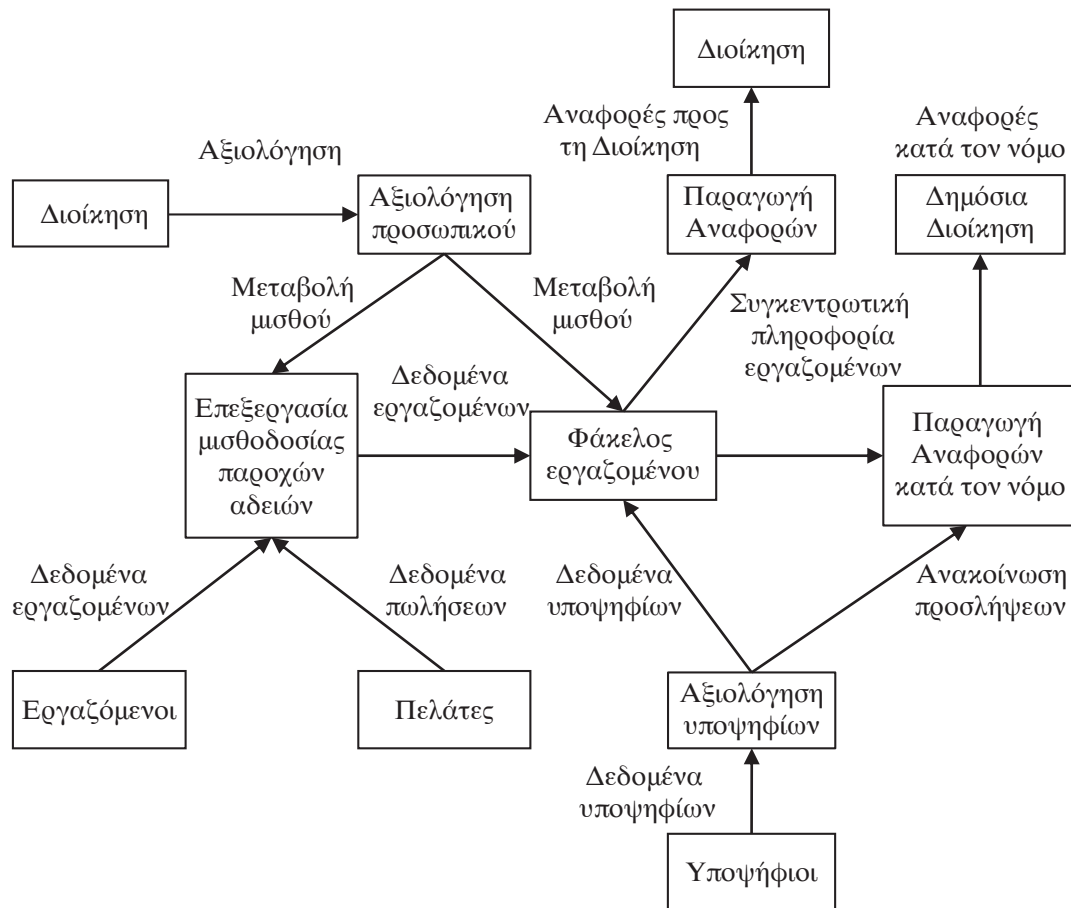 Διοίκηση
Αναφορές προς
τη Διοίκηση
Αναφορές
κατά τον νόμο
Αξιολόγηση
Διοίκηση
Αξιολόγηση
προσωπικού
Παραγωγή
Αναφορών
Δημόσια
Διοίκηση
Μεταβολή
μισθού
Μεταβολή
μισθού
Συγκεντρωτική
πληροφορία
εργαζομένων
Δεδομένα
εργαζομένων
Επεξεργασία
μισθοδοσίας
παροχών
αδειών
Φάκελος
εργαζομένου
Παραγωγή
Αναφορών
κατά τον νόμο
Δεδομένα
εργαζομένων
Δεδομένα
πωλήσεων
Δεδομένα
υποψηφίων
Ανακοίνωση
προσλήψεων
Εργαζόμενοι
Πελάτες
Αξιολόγηση
υποψηφίων
Δεδομένα
υποψηφίων
Υποψήφιοι